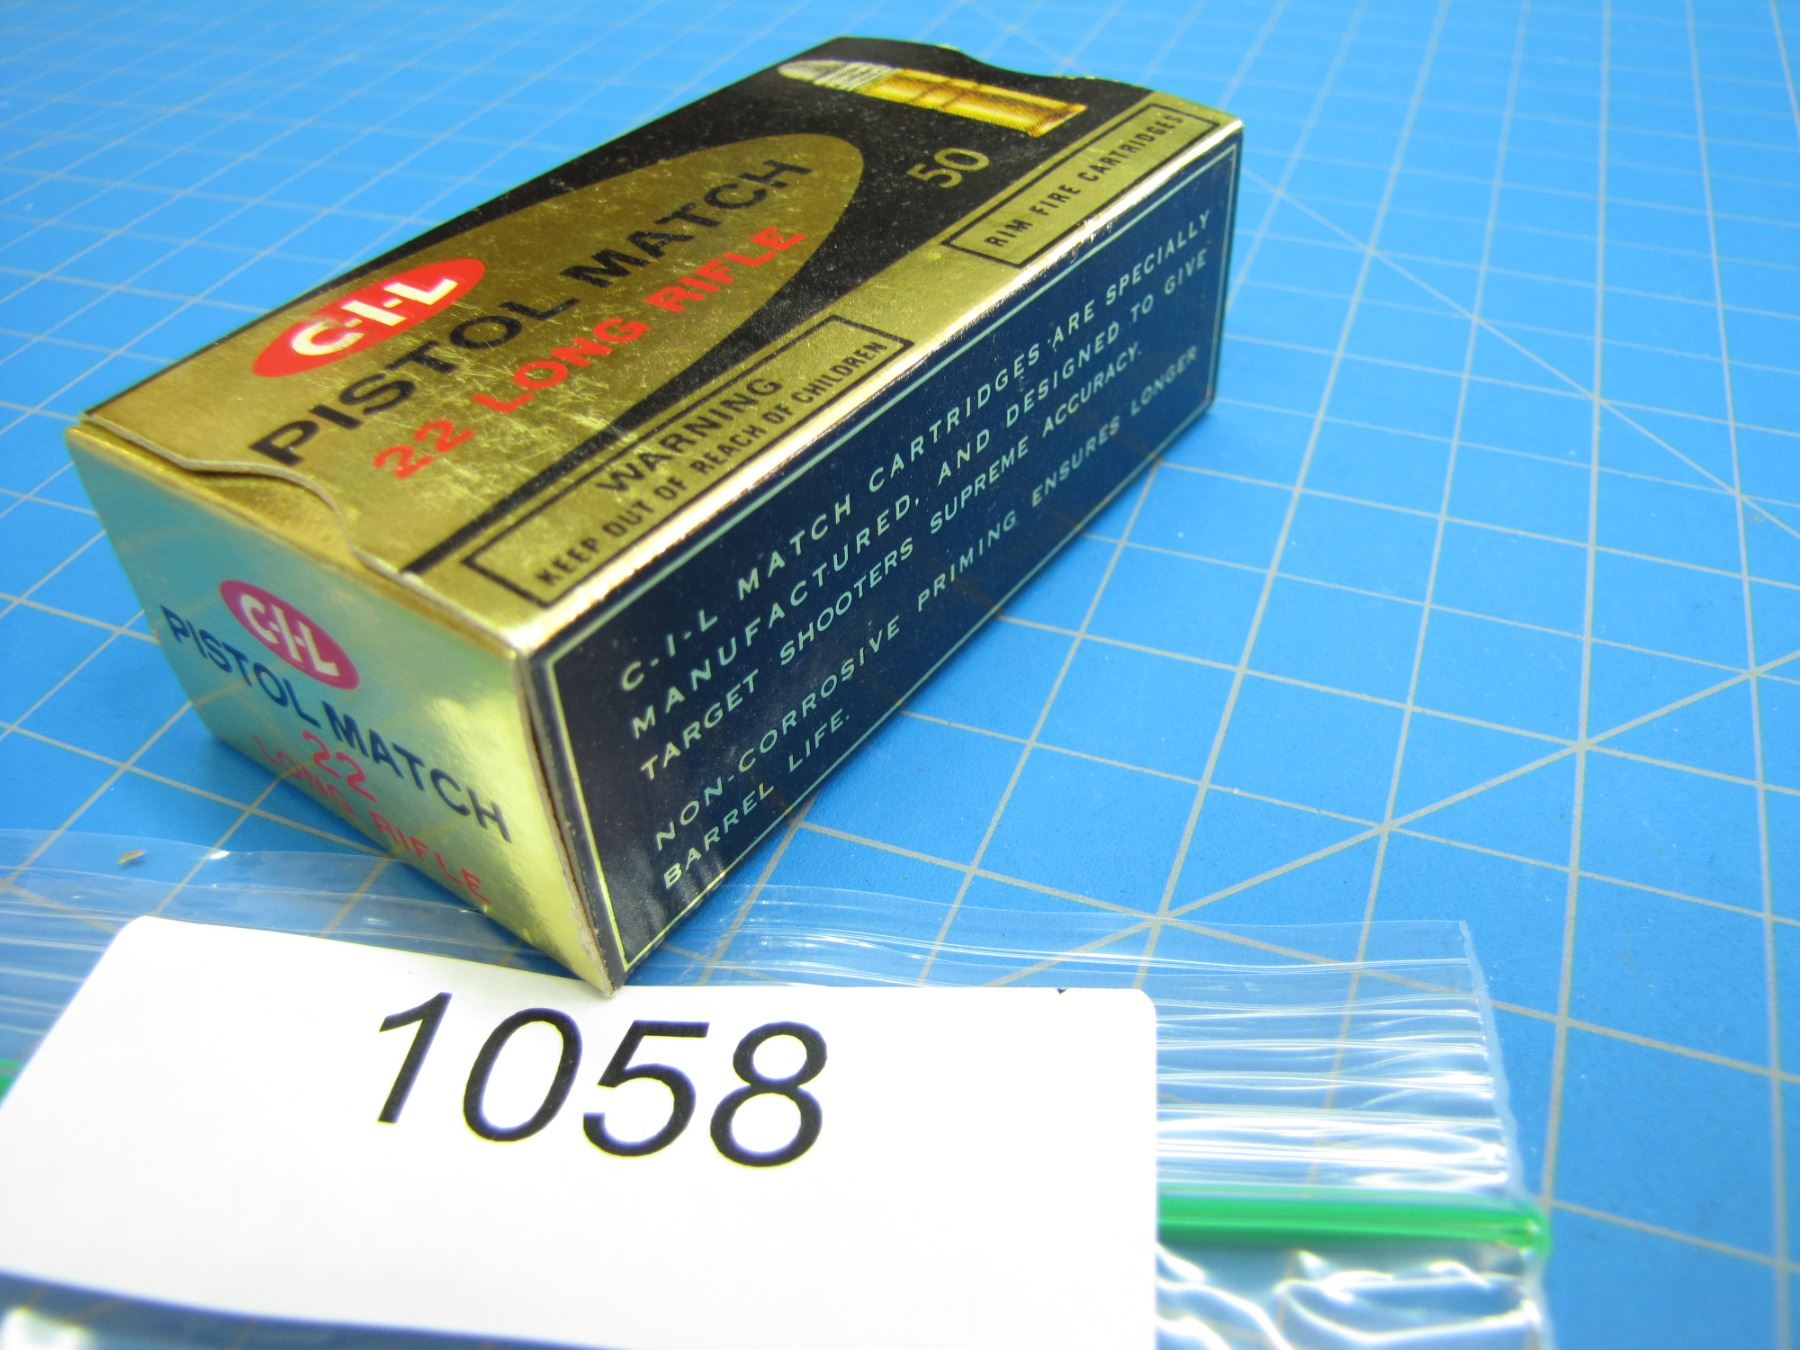 C-I-L
PISTOL MATCH
22 LONG RIFLE
50
RIM FIRE CARTRIDGES
WARNING
KEEP OUT OF REACH OF CHILDREN
C-I-L MATCH CARTRIDGES ARE SPECIALLY
MANUFACTURED, AND DESIGNED TO GIVE
TARGET SHOOTERS SUPREME ACCURACY.
NON-CORROSIVE PRIMING ENSURES LONGER
BARREL LIFE.
C-I-L
PISTOL MATCH
22
LONG RIFLE
1058